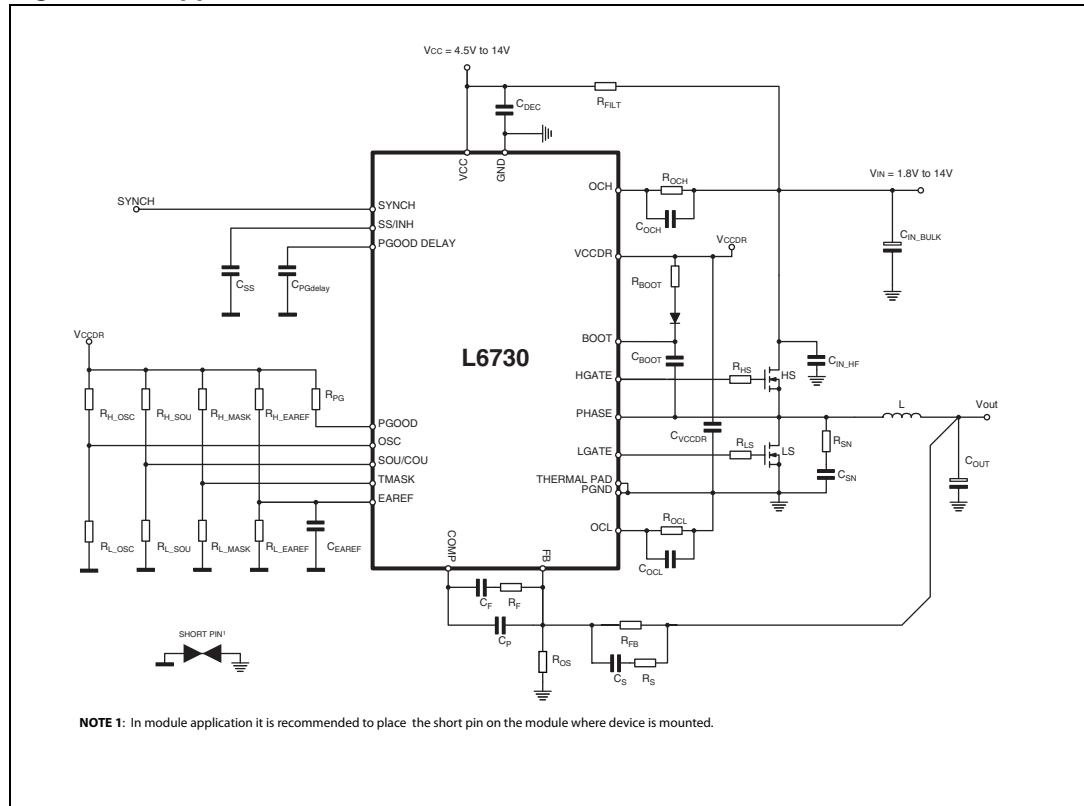 VCC = 4.5V to 14V
CDEC
RFILT
VCC
GND
OCH
ROCH
VIN = 1.8V to 14V
SYNCH
SYNCH
SS/INH
COCH
CIN_BULK
PGOOD DELAY
VCCDR
VCCDR
CSS
CPGdelay
RBOOT
VCCDR
BOOT
L6730
CBOOT
CIN_HF
HGATE
RHS
HS
RH_OSC
RH_SOU
RH_MASK
RH_EAREF
RPG
PHASE
L
Vout
PGOOD
CVCCDR
RSN
OSC
LGATE
RLS
LS
COUT
SOU/COU
CSN
TMASK
THERMAL PAD
EAREF
PGND
RL_OSC
RL_SOU
RL_MASK
RL_EAREF
CEAREF
OCL
ROCL
COMP
FB
COCL
CF
RF
CP
RFB
SHORT PIN1
ROS
CS
RS
NOTE 1: In module application it is recommended to place the short pin on the module where device is mounted.